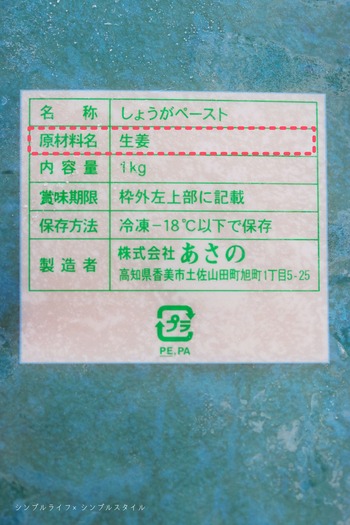 名称 しょうがペースト
原材料名 生姜
内容量 1kg
賞味期限 枠外左上部に記載
保存方法 冷凍-18℃以下で保存
製造者 株式会社 あさの
高知県香美市土佐山田町旭町1丁目5-25
プラ
PE,PA
シンプルライフ× シンプルスタイル